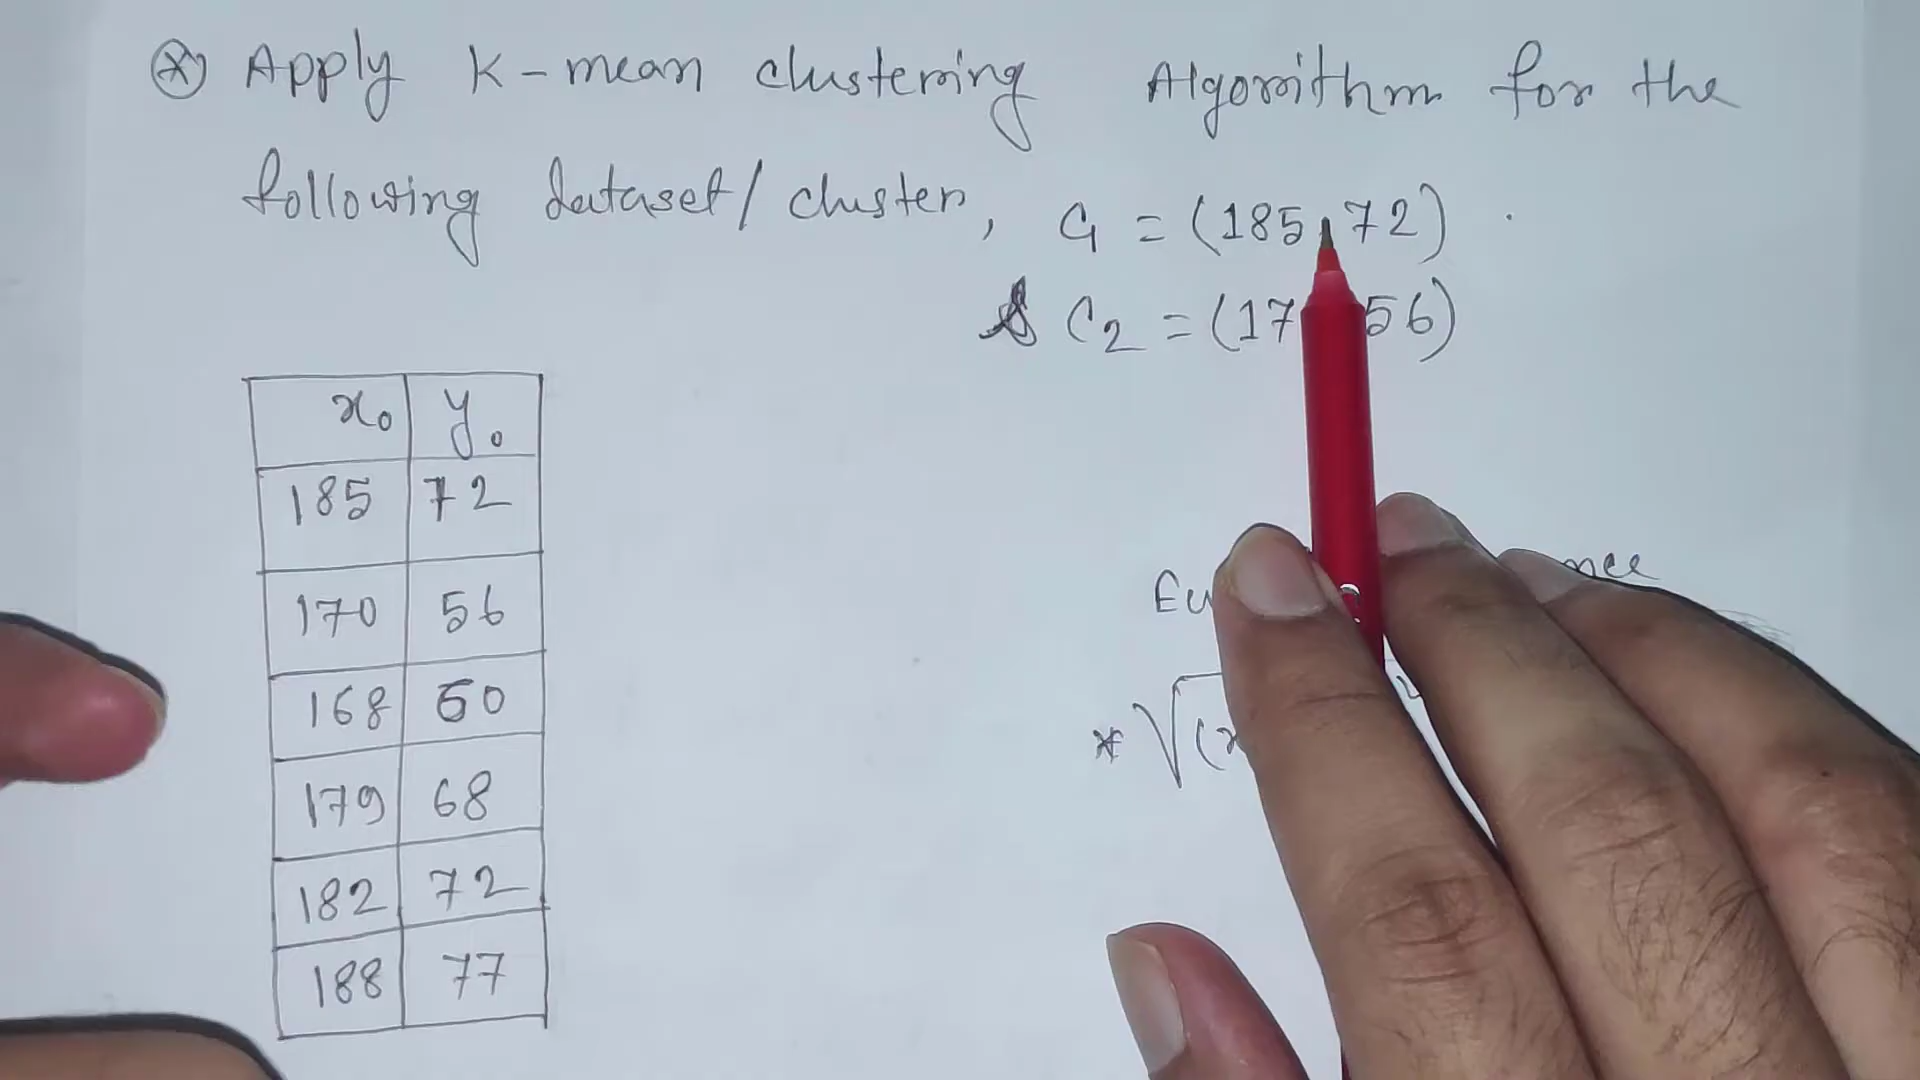 * Apply K-mean clustering Algorithm for the
following dataset/cluster, C1 = (185, 72)
& C2 = (17 56)
x0 y0
185 72
170 56
168 60
179 68
182 72
188 77
* √(x